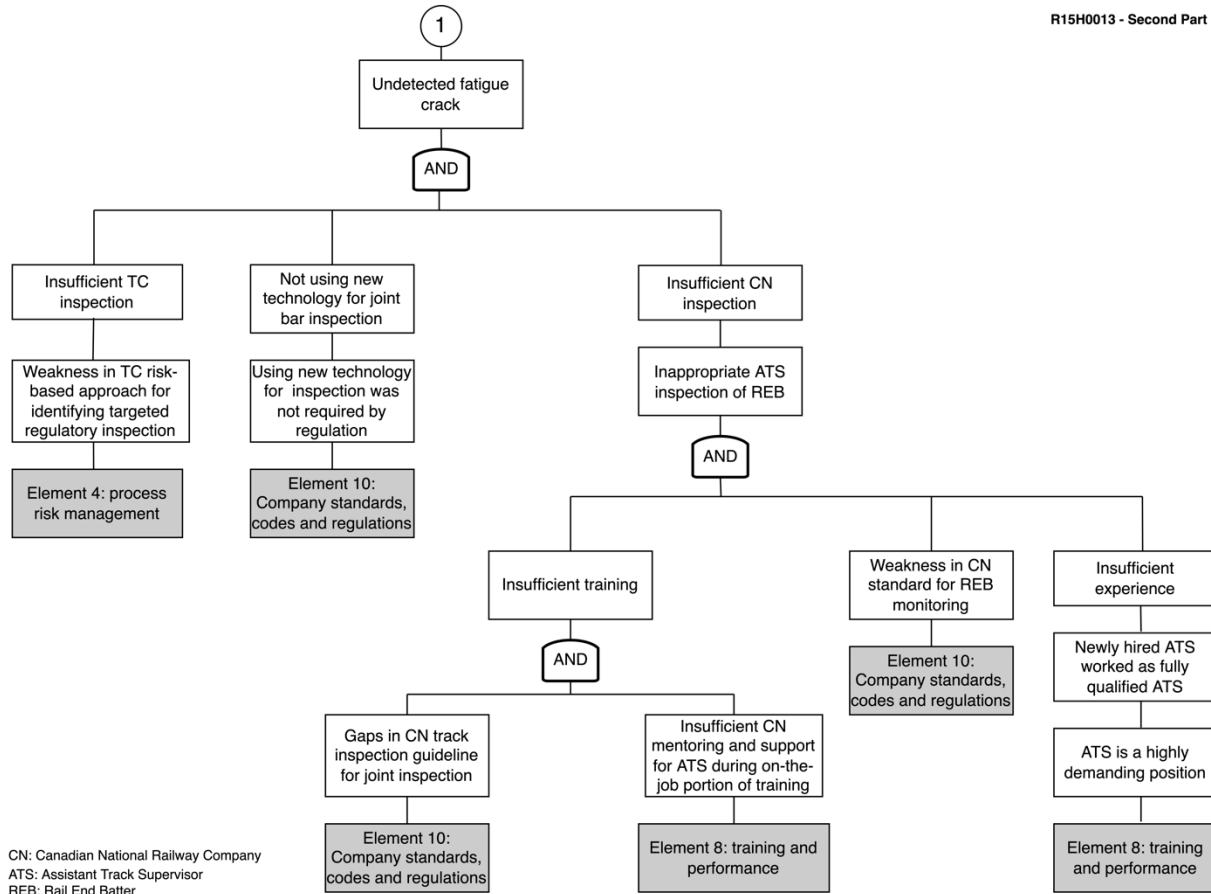 R15H0013 - Second Part
1
Undetected fatigue
crack
AND
Insufficient TC
inspection
Not using new
technology for joint
bar inspection
Insufficient CN
inspection
Weakness in TC risk-
based approach for
identifying targeted
regulatory inspection
Using new technology
for inspection was
not required by
regulation
Inappropriate ATS
inspection of REB
Element 4: process
risk management
Element 10:
Company standards,
codes and regulations
AND
Insufficient training
Weakness in CN
standard for REB
monitoring
Insufficient
experience
AND
Element 10:
Company standards,
codes and regulations
Newly hired ATS
worked as fully
qualified ATS
Gaps in CN track
inspection guideline
for joint inspection
Insufficient CN
mentoring and support
for ATS during on-the-
job portion of training
ATS is a highly
demanding position
Element 10:
Company standards,
codes and regulations
Element 8: training and
performance
Element 8: training
and performance
CN: Canadian National Railway Company
ATS: Assistant Track Supervisor
REB: Rail End Batter